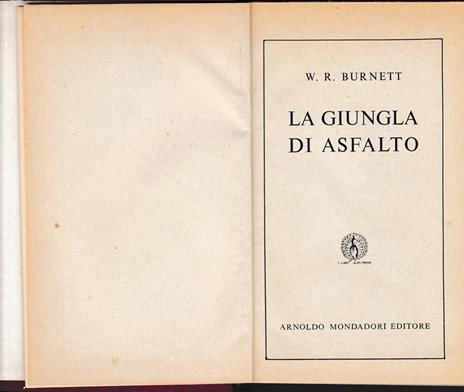 W. R. BURNETT
LA GIUNGLA
DI ASFALTO
ARNOLDO MONDADORI EDITORE